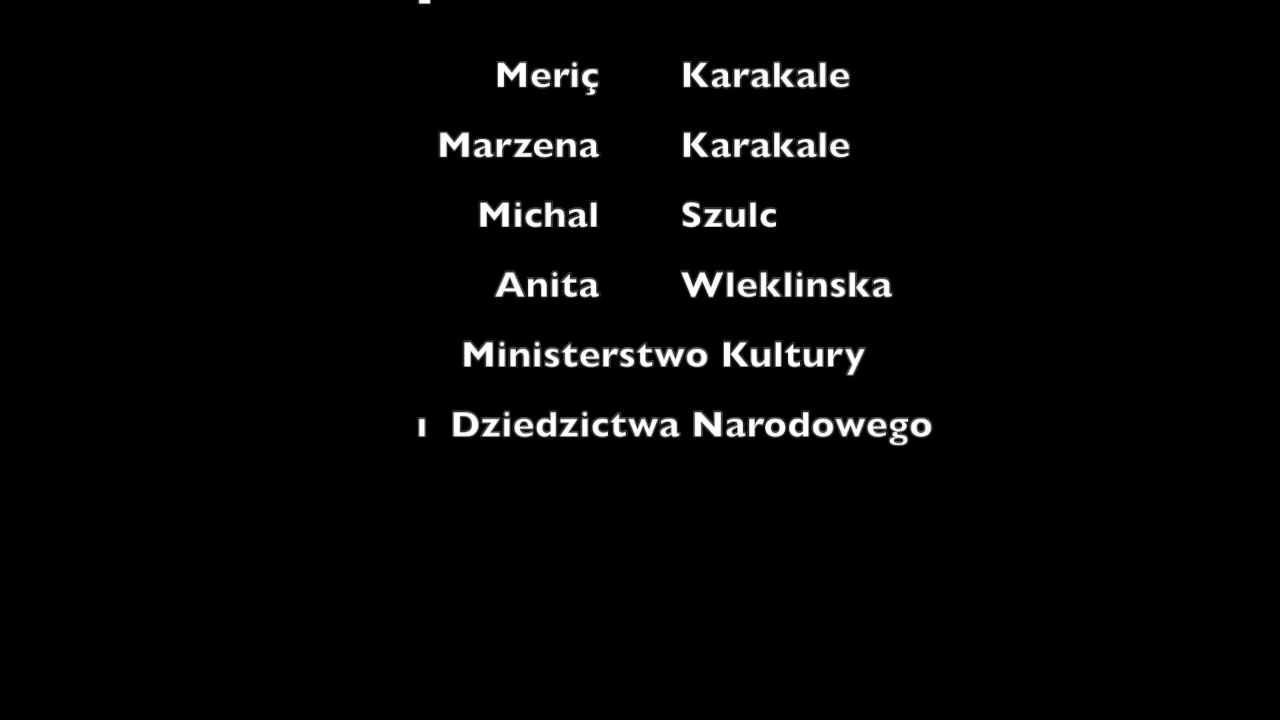 Meriç Karakale
Marzena Karakale
Michal Szulc
Anita Wleklinska
Ministerstwo Kultury
ı Dziedzictwa Narodowego